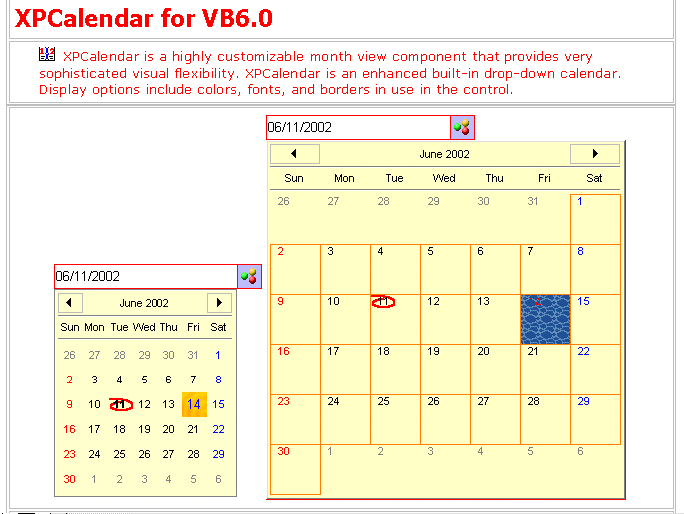 XPCalendar for VB6.0
XPCalendar is a highly customizable month view component that provides very
sophisticated visual flexibility. XPCalendar is an enhanced built-in drop-down calendar.
Display options include colors, fonts, and borders in use in the control.
06/11/2002
June 2002
Sun Mon Tue Wed Thu Fri Sat
26 27 28 29 30 31 1
2 3 4 5 6 7 8
9 10 11 12 13 15
16 17 18 19 20 21 22
23 24 25 26 27 28 29
30 1 2 3 4 5 6
06/11/2002
June 2002
Sun Mon Tue Wed Thu Fri Sat
26 27 28 29 30 31 1
2 3 4 5 6 7 8
9 10 11 12 13 14 15
16 17 18 19 20 21 22
23 24 25 26 27 28 29
30 1 2 3 4 5 6